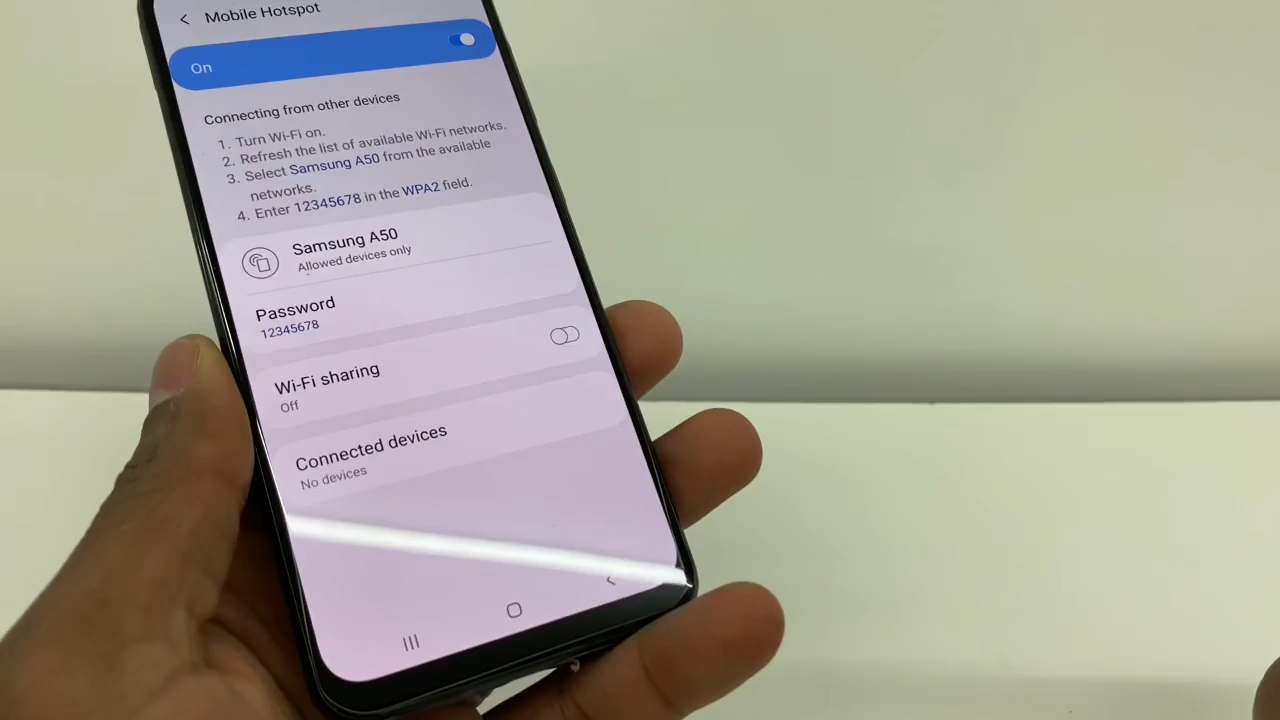 Mobile Hotspot
On
Connecting from other devices
1. Turn Wi-Fi on.
2. Refresh the list of available Wi-Fi networks.
3. Select Samsung A50 from the available
networks.
4. Enter 12345678 in the WPA2 field.
Samsung A50
Allowed devices only
Password
12345678
Wi-Fi sharing
Off
Connected devices
No devices